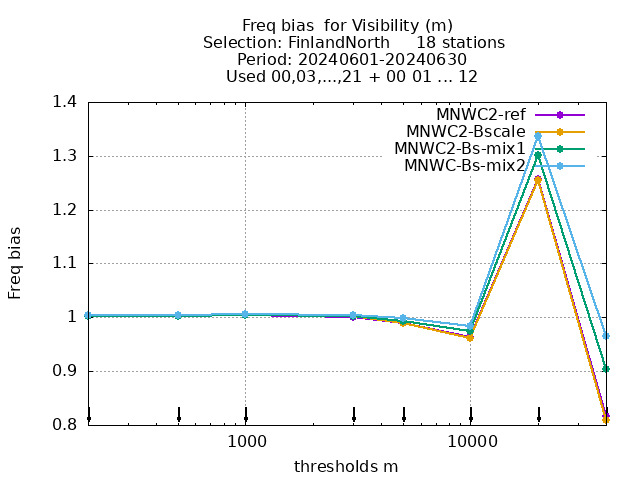 Freq bias  for Visibility (m)
Selection: FinlandNorth     18 stations
Period: 20240601-20240630
Used 00,03,...,21 + 00 01 ... 12
MNWC2-ref
MNWC2-Bscale
MNWC2-Bs-mix1
MNWC-Bs-mix2
Freq bias
1.4
1.3
1.2
1.1
1
0.9
0.8
1000
10000
thresholds m